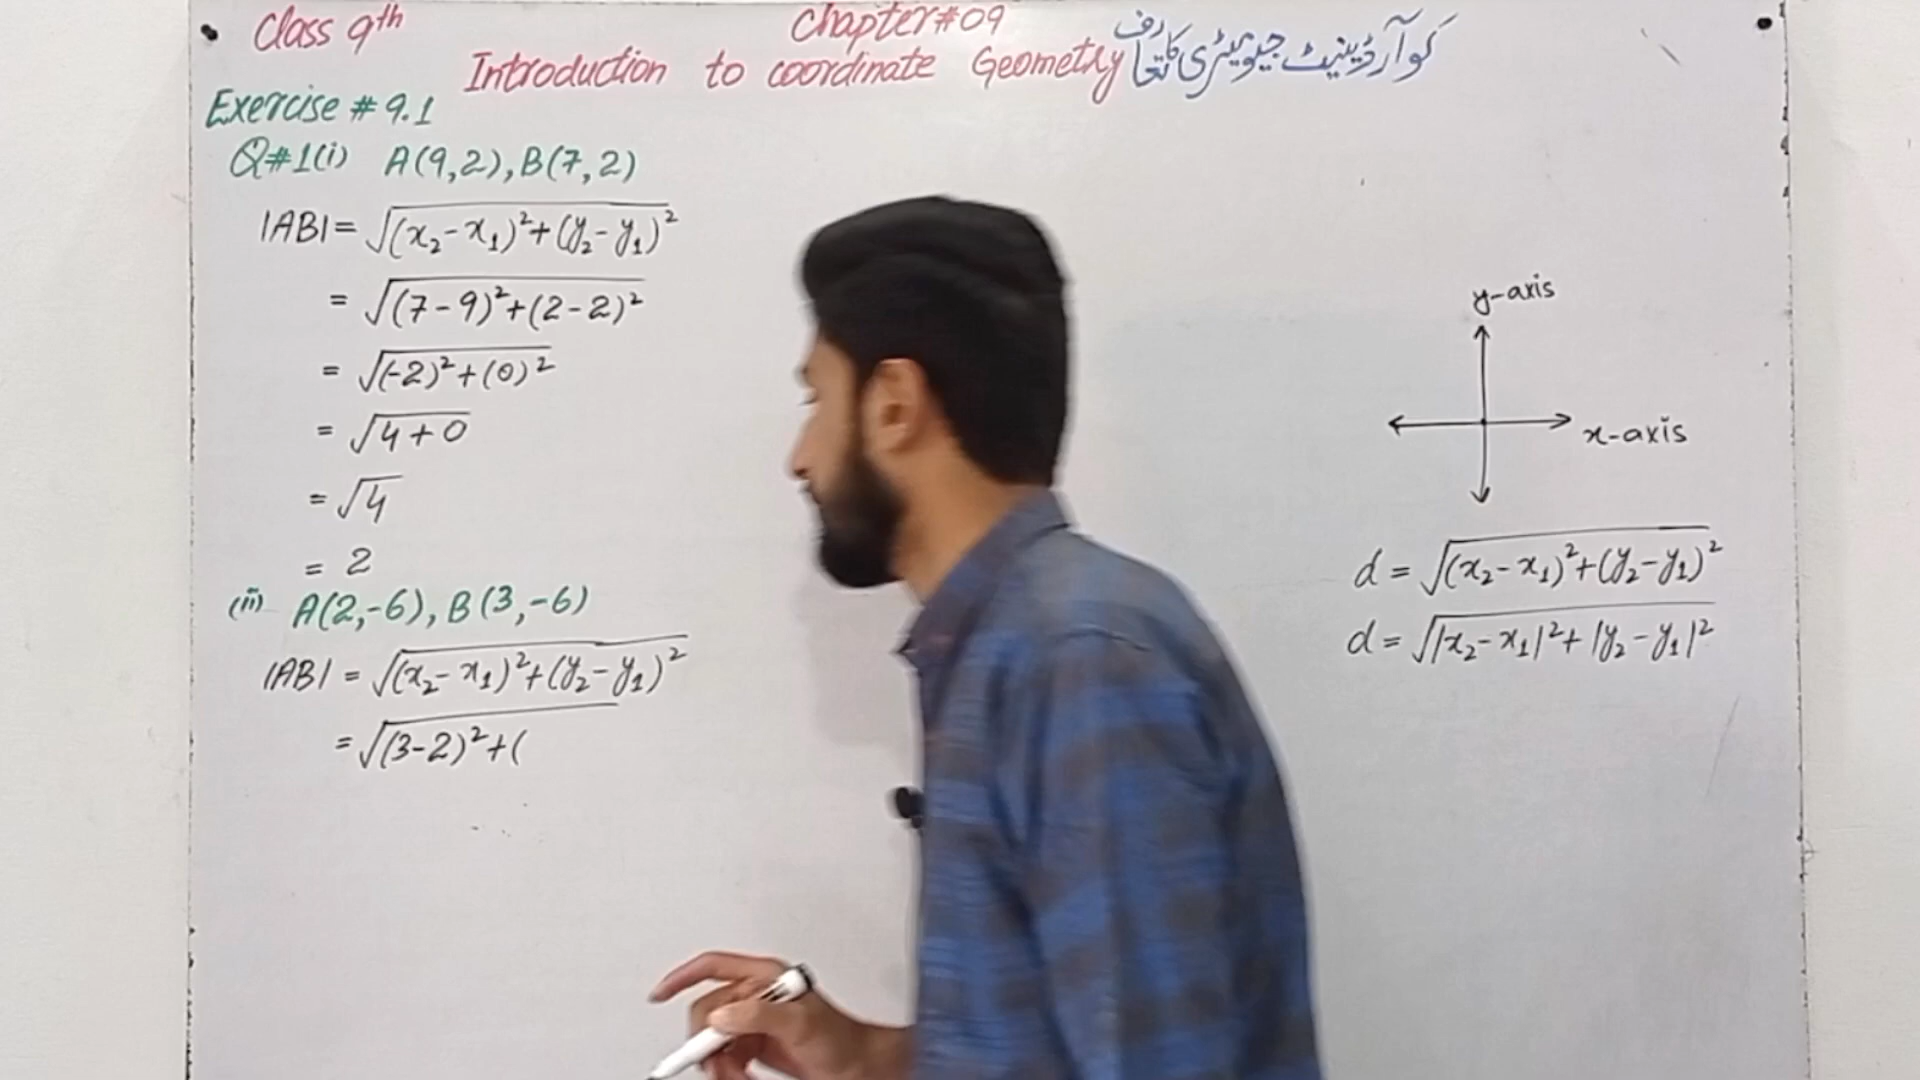 Class 9th
Chapter#09
Introduction to coordinate Geometry کوآرڈینیٹ جیومیٹری کا تعارف
Exercise # 9.1
Q#1(i) A(9,2),B(7,2)
|AB|= √(x₂-x₁)²+(y₂-y₁)²
= √(7-9)²+(2-2)²
= √(-2)²+(0)²
= √4+0
= √4
= 2
(ii) A(2,-6),B(3,-6)
|AB| = √(x₂-x₁)²+(y₂-y₁)²
= √(3-2)²+(
y-axis
x-axis
d = √(x₂-x₁)²+(y₂-y₁)²
d = √|x₂-x₁|²+|y₂-y₁|²